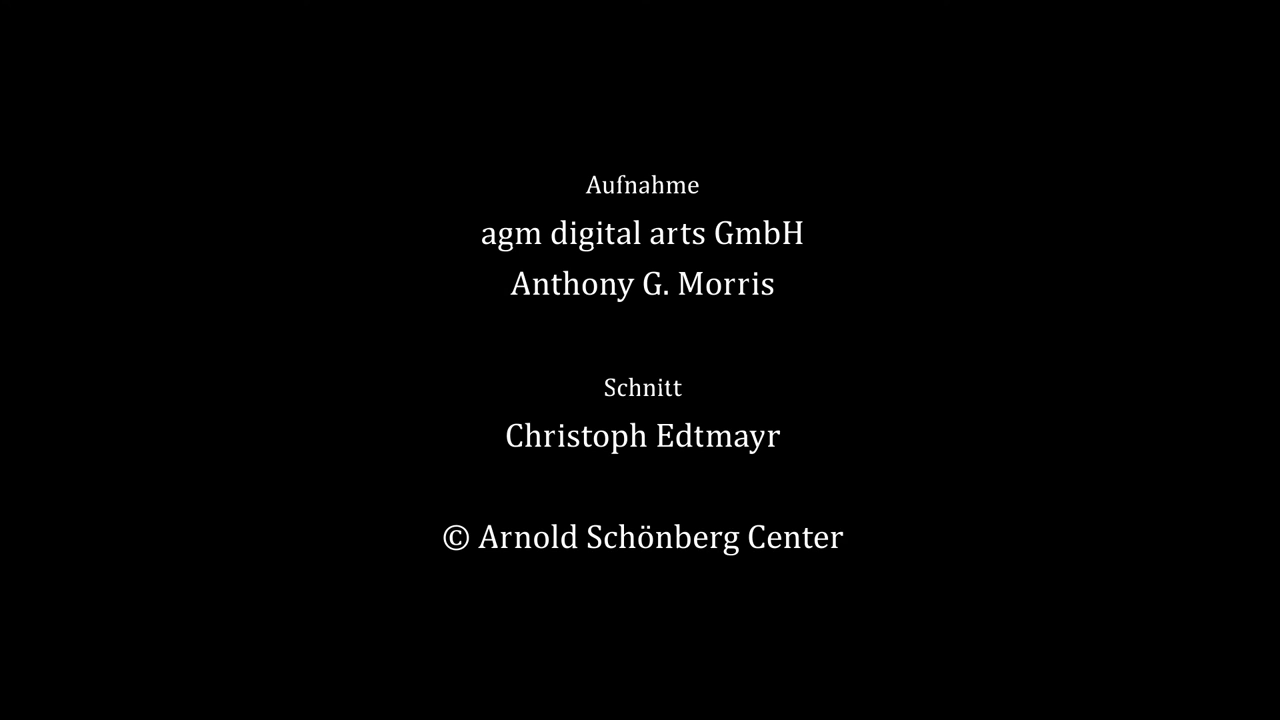 Aufnahme
agm digital arts GmbH
Anthony G. Morris
Schnitt
Christoph Edtmayr
© Arnold Schönberg Center